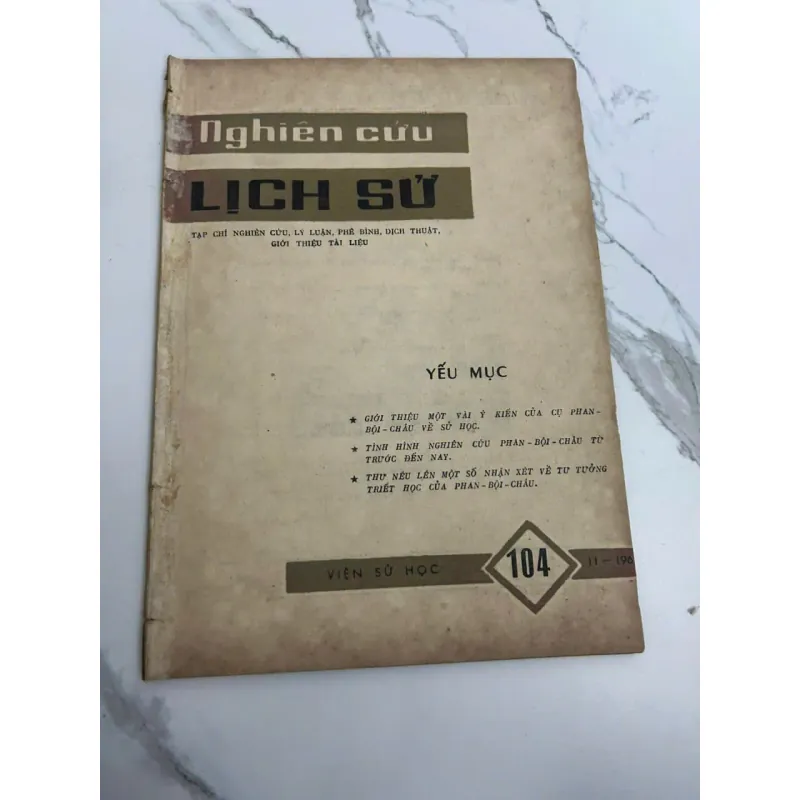 Nghiên cứu
LỊCH SỬ
TẠP CHÍ NGHIÊN CỨU, LÝ LUẬN, PHÊ BÌNH, DỊCH THUẬT,
GIỚI THIỆU TÀI LIỆU
YẾU MỤC
★ GIỚI THIỆU MỘT VÀI Ý KIẾN CỦA CỤ PHAN-
BỘI-CHÂU VỀ SỬ HỌC.
★ TÌNH HÌNH NGHIÊN CỨU PHAN-BỘI-CHÂU TỪ
TRƯỚC ĐẾN NAY.
★ THỬ NÊU LÊN MỘT SỐ NHẬN XÉT VỀ TƯ TƯỞNG
TRIẾT HỌC CỦA PHAN-BỘI-CHÂU.
VIỆN SỬ HỌC
104
11-196